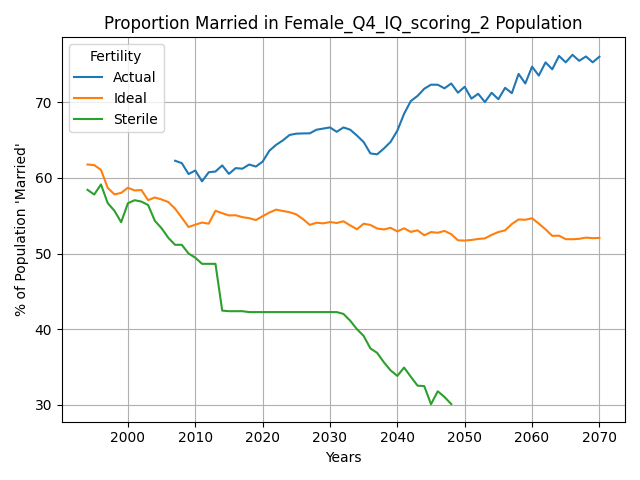 Proportion Married in Female_Q4_IQ_scoring_2 Population
Fertility
Actual
Ideal
Sterile
% of Population 'Married'
70
60
50
40
30
2000
2010
2020
2030
2040
2050
2060
2070
Years